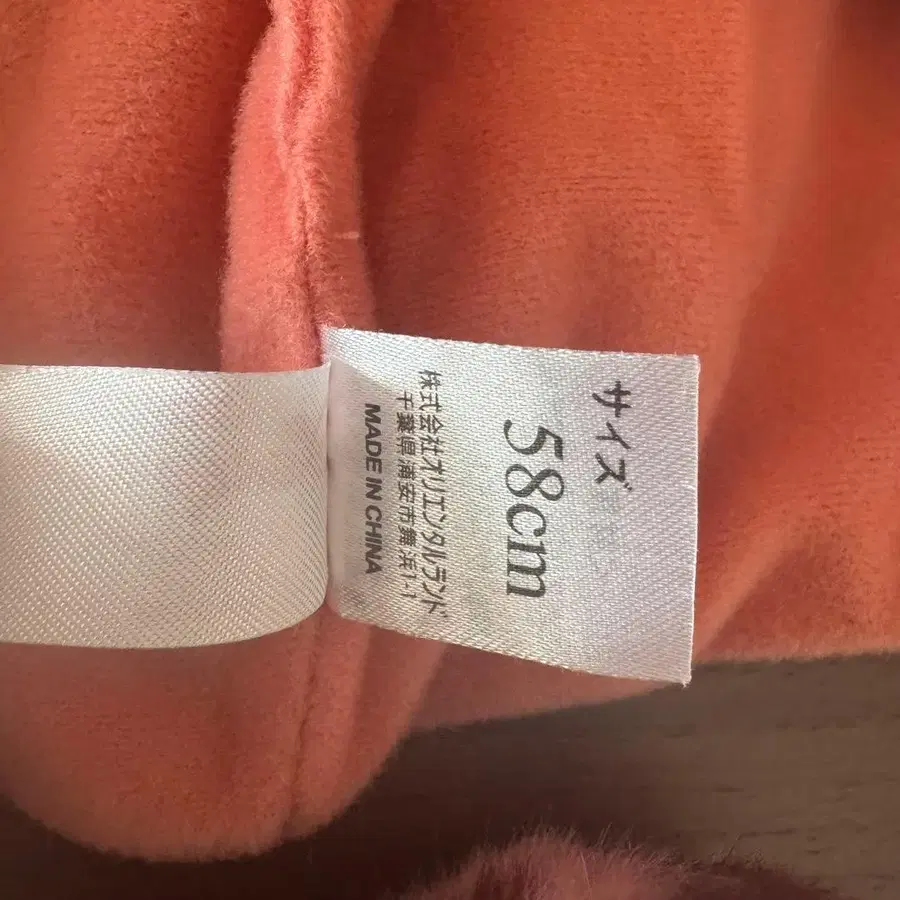 サイズ
58cm
株式会社オリエンタルランド
千葉県浦安市舞浜1-1
MADE IN CHINA